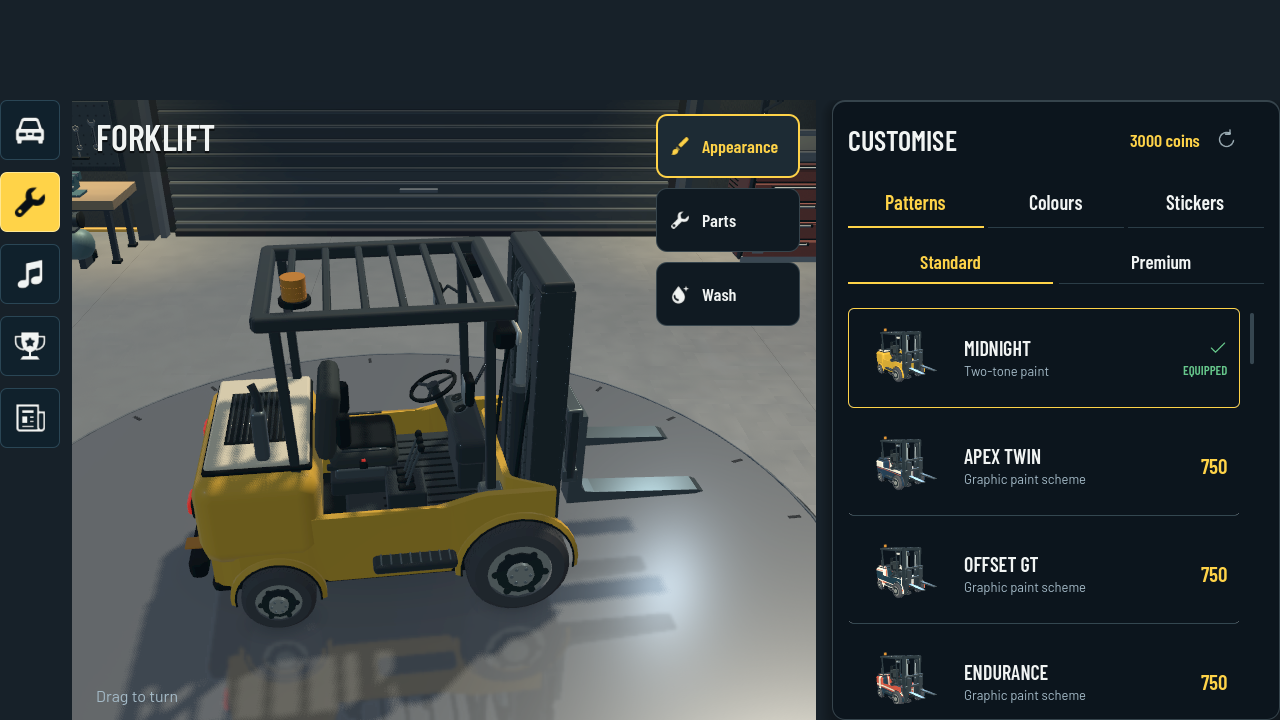 FORKLIFT
Appearance
Parts
Wash
Drag to turn
CUSTOMISE
3000 coins
Patterns
Colours
Stickers
Standard
Premium
MIDNIGHT
Two-tone paint
EQUIPPED
APEX TWIN
Graphic paint scheme
750
OFFSET GT
Graphic paint scheme
750
ENDURANCE
Graphic paint scheme
750